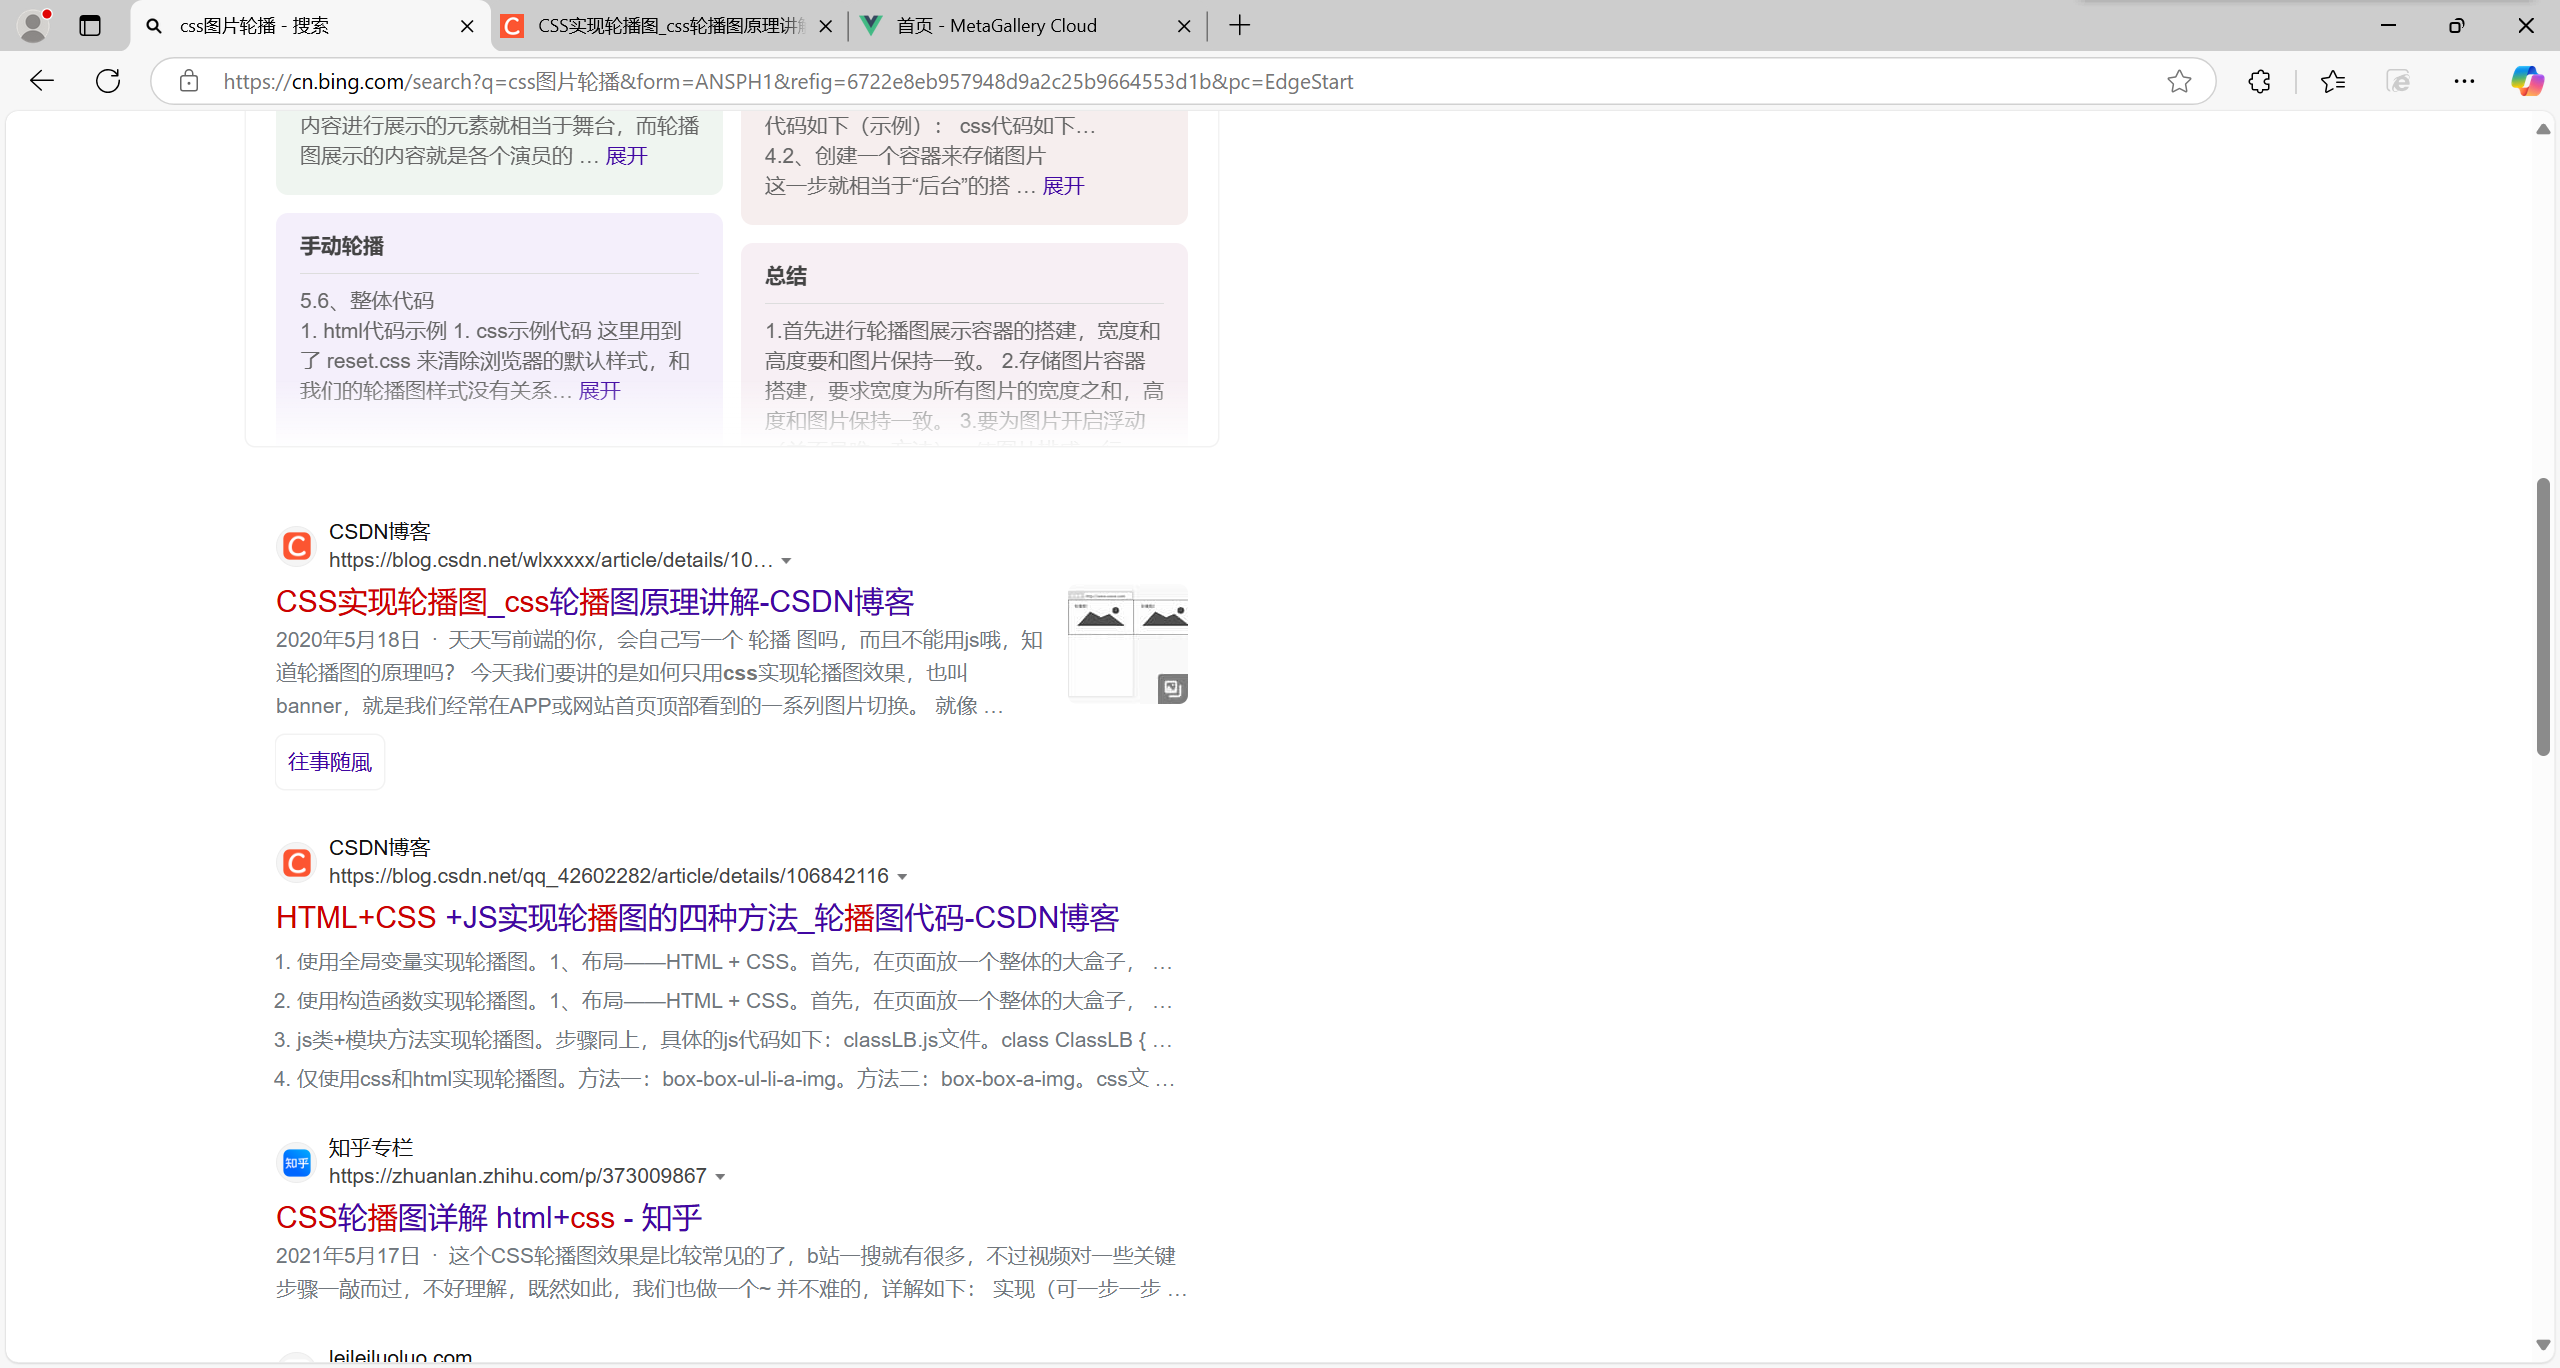 css图片轮播 - 搜索
CSS实现轮播图_css轮播图原理讲解
首页 - MetaGallery Cloud
https://cn.bing.com/search?q=css图片轮播&form=ANSPH1&refig=6722e8eb957948d9a2c25b9664553d1b&pc=EdgeStart
内容进行展示的元素就相当于舞台，而轮播
图展示的内容就是各个演员的 … 展开
代码如下（示例）： css代码如下…
4.2、创建一个容器来存储图片
这一步就相当于“后台”的搭 … 展开
手动轮播
5.6、整体代码
1. html代码示例 1. css示例代码 这里用到
了 reset.css 来清除浏览器的默认样式，和
我们的轮播图样式没有关系… 展开
总结
1.首先进行轮播图展示容器的搭建，宽度和
高度要和图片保持一致。 2.存储图片容器
搭建，要求宽度为所有图片的宽度之和，高
度和图片保持一致。 3.要为图片开启浮动
CSDN博客
https://blog.csdn.net/wlxxxxx/article/details/10…
CSS实现轮播图_css轮播图原理讲解-CSDN博客
2020年5月18日 · 天天写前端的你，会自己写一个 轮播 图吗，而且不能用js哦，知
道轮播图的原理吗？ 今天我们要讲的是如何只用css实现轮播图效果，也叫
banner，就是我们经常在APP或网站首页顶部看到的一系列图片切换。 就像 …
往事随風
CSDN博客
https://blog.csdn.net/qq_42602282/article/details/106842116
HTML+CSS +JS实现轮播图的四种方法_轮播图代码-CSDN博客
1. 使用全局变量实现轮播图。1、布局——HTML + CSS。首先，在页面放一个整体的大盒子， …
2. 使用构造函数实现轮播图。1、布局——HTML + CSS。首先，在页面放一个整体的大盒子， …
3. js类+模块方法实现轮播图。步骤同上，具体的js代码如下：classLB.js文件。class ClassLB { …
4. 仅使用css和html实现轮播图。方法一：box-box-ul-li-a-img。方法二：box-box-a-img。css文 …
知乎
知乎专栏
https://zhuanlan.zhihu.com/p/373009867
CSS轮播图详解 html+css - 知乎
2021年5月17日 · 这个CSS轮播图效果是比较常见的了，b站一搜就有很多，不过视频对一些关键
步骤一敲而过，不好理解，既然如此，我们也做一个~ 并不难的，详解如下： 实现（可一步一步 …
leileiluoluo.com